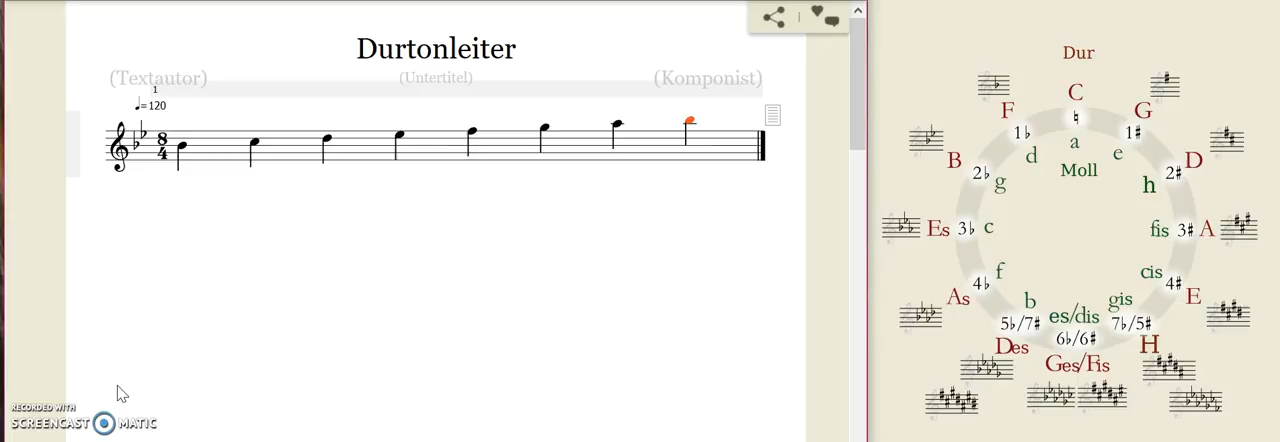 Durtonleiter
(Textautor) (Untertitel) (Komponist)
1
♩=120
8
4
Dur
C
F G
♮
1♭ 1♯
a
d e
B D
2♭ Moll 2♯
g h
Es 3♭ c fis 3♯ A
f cis
4♭ 4♯
As E
b es/dis gis
5♭/7♯ 6♭/6♯ 7♭/5♯
Des H
Ges/Fis
RECORDED WITH
SCREENCAST MATIC